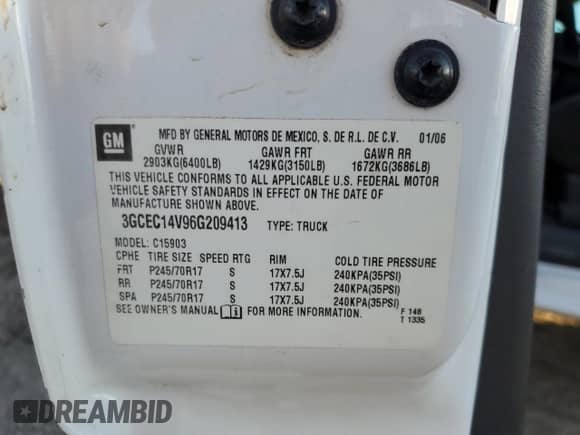 GM
MFD BY GENERAL MOTORS DE MEXICO, S. DE R.L. DE C.V. 01/06
GVWR GAWR FRT GAWR RR
2903KG(6400LB) 1429KG(3150LB) 1672KG(3686LB)
THIS VEHICLE CONFORMS TO ALL APPLICABLE U.S. FEDERAL MOTOR
VEHICLE SAFETY STANDARDS IN EFFECT ON THE DATE OF
MANUFACTURE SHOWN ABOVE.
3GCEC14V96G209413 TYPE: TRUCK
MODEL: C15903
CPHE TIRE SIZE SPEED RTG RIM COLD TIRE PRESSURE
FRT P245/70R17 S 17X7.5J 240KPA(35PSI)
RR P245/70R17 S 17X7.5J 240KPA(35PSI)
SPA P245/70R17 S 17X7.5J 240KPA(35PSI)
SEE OWNER'S MANUAL FOR MORE INFORMATION.
F 148
T 1335
DREAMBID